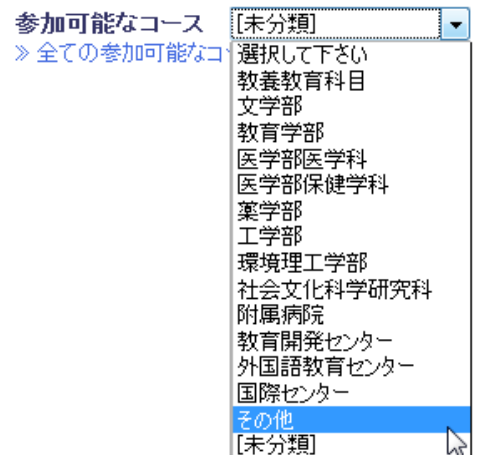 参加可能なコース [未分類]
≫ 全ての参加可能なコ
選択して下さい
教養教育科目
文学部
教育学部
医学部医学科
医学部保健学科
薬学部
工学部
環境理工学部
社会文化科学研究科
附属病院
教育開発センター
外国語教育センター
国際センター
その他
[未分類]